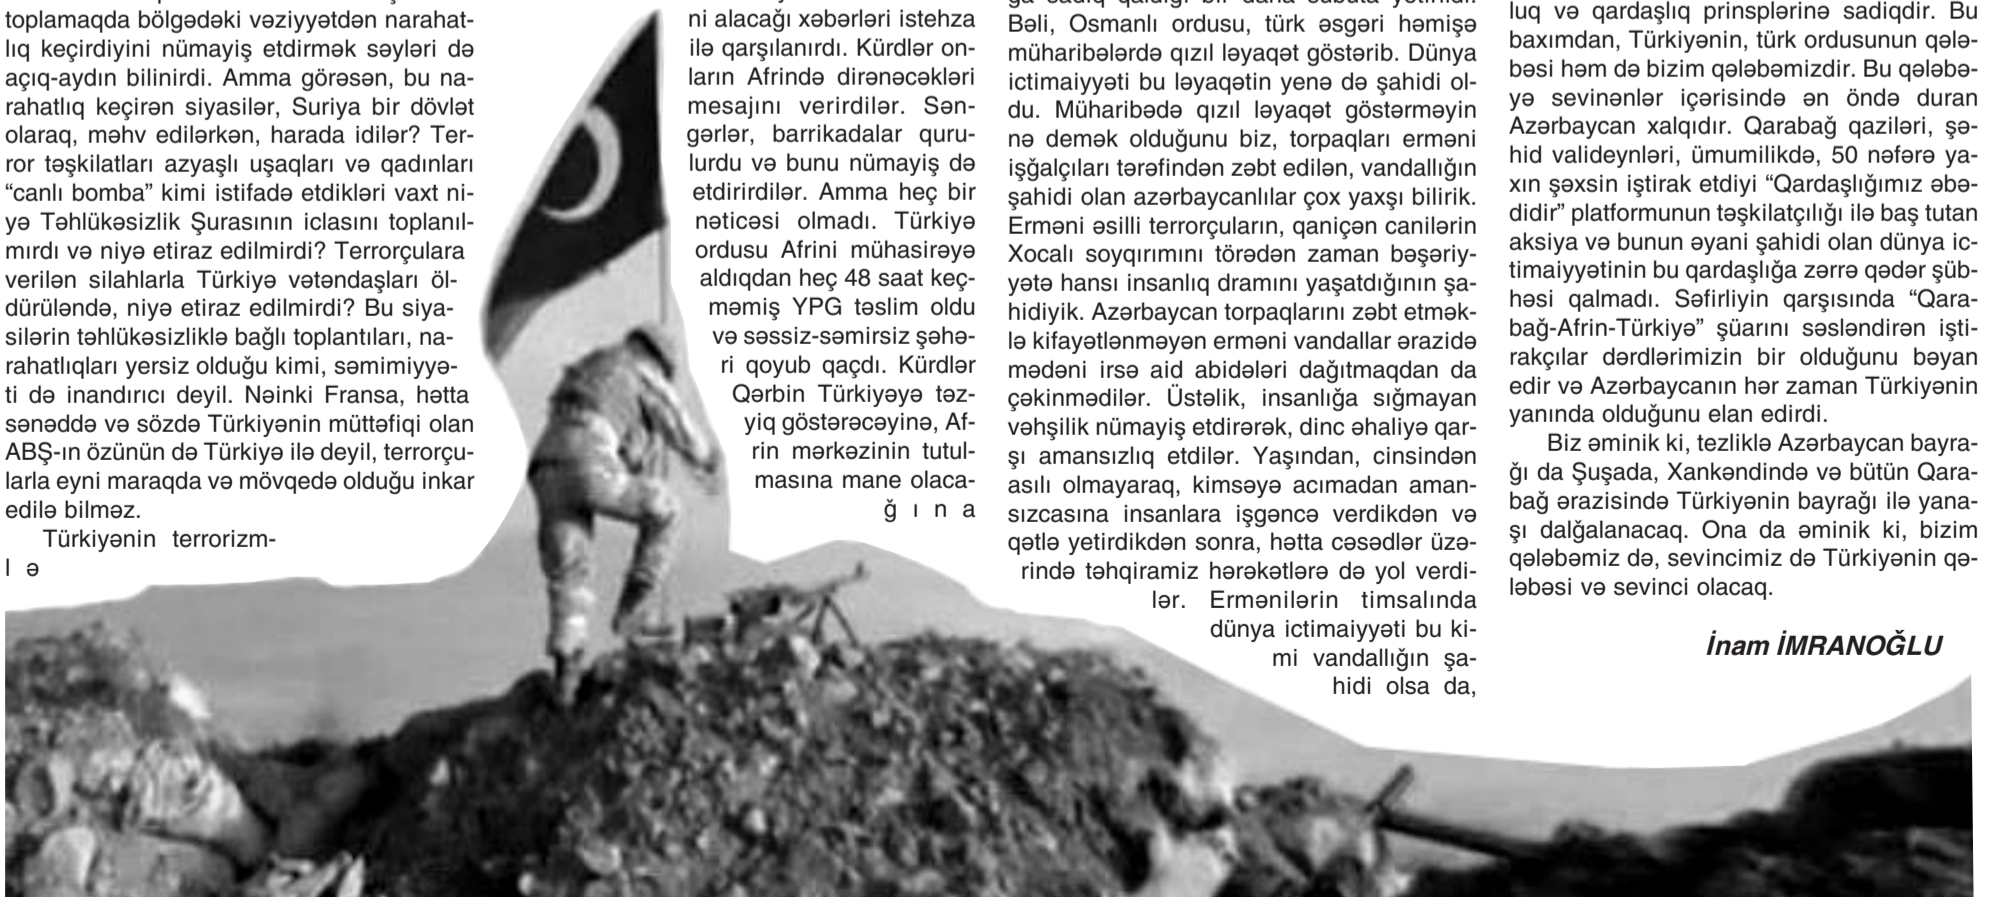 toplamaqda bölgədəki vəziyyətdən narahat-
lıq keçirdiyini nümayiş etdirmək səyləri də
açıq-aydın bilinirdi. Amma görəsən, bu na-
rahatlıq keçirən siyasilər, Suriya bir dövlət
olaraq, məhv edilərkən, harada idilər? Ter-
ror təşkilatları azyaşlı uşaqları və qadınları
“canlı bomba” kimi istifadə etdikləri vaxt ni-
yə Təhlükəsizlik Şurasının iclasını toplanıl-
mırdı və niyə etiraz edilmirdi? Terrorçulara
verilən silahlarla Türkiyə vətəndaşları öl-
dürüləndə, niyə etiraz edilmirdi? Bu siya-
silərin təhlükəsizliklə bağlı toplantıları, na-
rahatlıqları yersiz olduğu kimi, səmimiyyə-
ti də inandırıcı deyil. Nəinki Fransa, hətta
sənəddə və sözdə Türkiyənin müttəfiqi olan
ABŞ-ın özünün də Türkiyə ilə deyil, terrorçu-
larla eyni maraqda və mövqedə olduğu inkar
edilə bilməz.
Türkiyənin terrorizm-
l ə
ni alacağı xəbərləri istehza
ilə qarşılanırdı. Kürdlər on-
ların Afrində dirənəcəkləri
mesajını verirdilər. Sən-
gərlər, barrikadalar quru-
lurdu və bunu nümayiş də
etdirirdilər. Amma heç bir
nəticəsi olmadı. Türkiyə
ordusu Afrini mühasirəyə
aldıqdan heç 48 saat keç-
məmiş YPG təslim oldu
və səssiz-səmirsiz şəhə-
ri qoyub qaçdı. Kürdlər
Qərbin Türkiyəyə təz-
yiq göstərəcəyinə, Af-
rin mərkəzinin tutul-
masına mane olaca-
ğ ı n a
ğa sadiq qaldığı bir daha sübuta yetirildi.
Bəli, Osmanlı ordusu, türk əsgəri həmişə
müharibələrdə qızıl ləyaqət göstərib. Dünya
ictimaiyyəti bu ləyaqətin yenə də şahidi ol-
du. Müharibədə qızıl ləyaqət göstərməyin
nə demək olduğunu biz, torpaqları erməni
işğalçıları tərəfindən zəbt edilən, vandallığın
şahidi olan azərbaycanlılar çox yaxşı bilirik.
Erməni əsilli terrorçuların, qaniçən canilərin
Xocalı soyqırımını törədən zaman bəşəriy-
yətə hansı insanlıq dramını yaşatdığının şa-
hidiyik. Azərbaycan torpaqlarını zəbt etmək-
lə kifayətlənməyən erməni vandallar ərazidə
mədəni irsə aid abidələri dağıtmaqdan da
çəkinmədilər. Üstəlik, insanlığa sığmayan
vəhşilik nümayiş etdirərək, dinc əhaliyə qar-
şı amansızlıq etdilər. Yaşından, cinsindən
asılı olmayaraq, kimsəyə acımadan aman-
sızcasına insanlara işgəncə verdikdən və
qətlə yetirdikdən sonra, hətta cəsədlər üzə-
rində təhqiramiz hərəkətlərə də yol verdi-
lər. Ermənilərin timsalında
dünya ictimaiyyəti bu ki-
mi vandallığın şa-
hidi olsa da,
luq və qardaşlıq prinsplərinə sadiqdir. Bu
baxımdan, Türkiyənin, türk ordusunun qələ-
bəsi həm də bizim qələbəmizdir. Bu qələbə-
yə sevinənlər içərisində ən öndə duran
Azərbaycan xalqıdır. Qarabağ qaziləri, şə-
hid valideynləri, ümumilikdə, 50 nəfərə ya-
xın şəxsin iştirak etdiyi “Qardaşlığımız əbə-
didir” platformunun təşkilatçılığı ilə baş tutan
aksiya və bunun əyani şahidi olan dünya ic-
timaiyyətinin bu qardaşlığa zərrə qədər şüb-
həsi qalmadı. Səfirliyin qarşısında “Qara-
bağ-Afrin-Türkiyə” şüarını səsləndirən işti-
rakçılar dərdlərimizin bir olduğunu bəyan
edir və Azərbaycanın hər zaman Türkiyənin
yanında olduğunu elan edirdi.
Biz əminik ki, tezliklə Azərbaycan bayra-
ğı da Şuşada, Xankəndində və bütün Qara-
bağ ərazisində Türkiyənin bayrağı ilə yana-
şı dalğalanacaq. Ona da əminik ki, bizim
qələbəmiz də, sevincimiz də Türkiyənin qə-
ləbəsi və sevinci olacaq.
İnam İMRANOĞLU